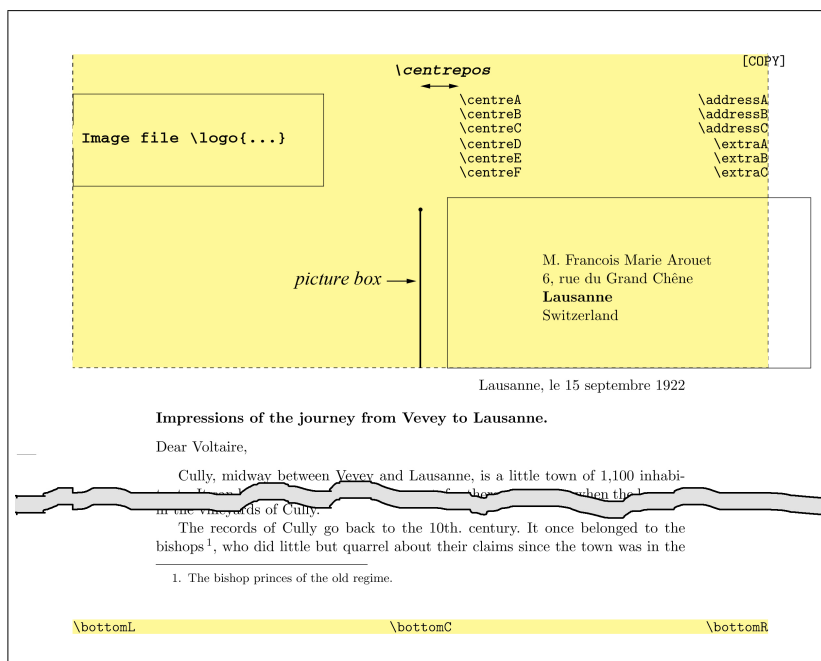 [COPY]
\centrepos
\centreA
\centreB
\centreC
\centreD
\centreE
\centreF
\addressA
\addressB
\addressC
\extraA
\extraB
\extraC
Image file \logo{...}
picture box
M. Francois Marie Arouet
6, rue du Grand Chêne
Lausanne
Switzerland
Lausanne, le 15 septembre 1922
Impressions of the journey from Vevey to Lausanne.
Dear Voltaire,
Cully, midway between Vevey and Lausanne, is a little town of 1,100 inhabi-
when the
in the vineyards of Cully.
The records of Cully go back to the 10th. century. It once belonged to the
bishops 1, who did little but quarrel about their claims since the town was in the
1. The bishop princes of the old regime.
\bottomL
\bottomC
\bottomR